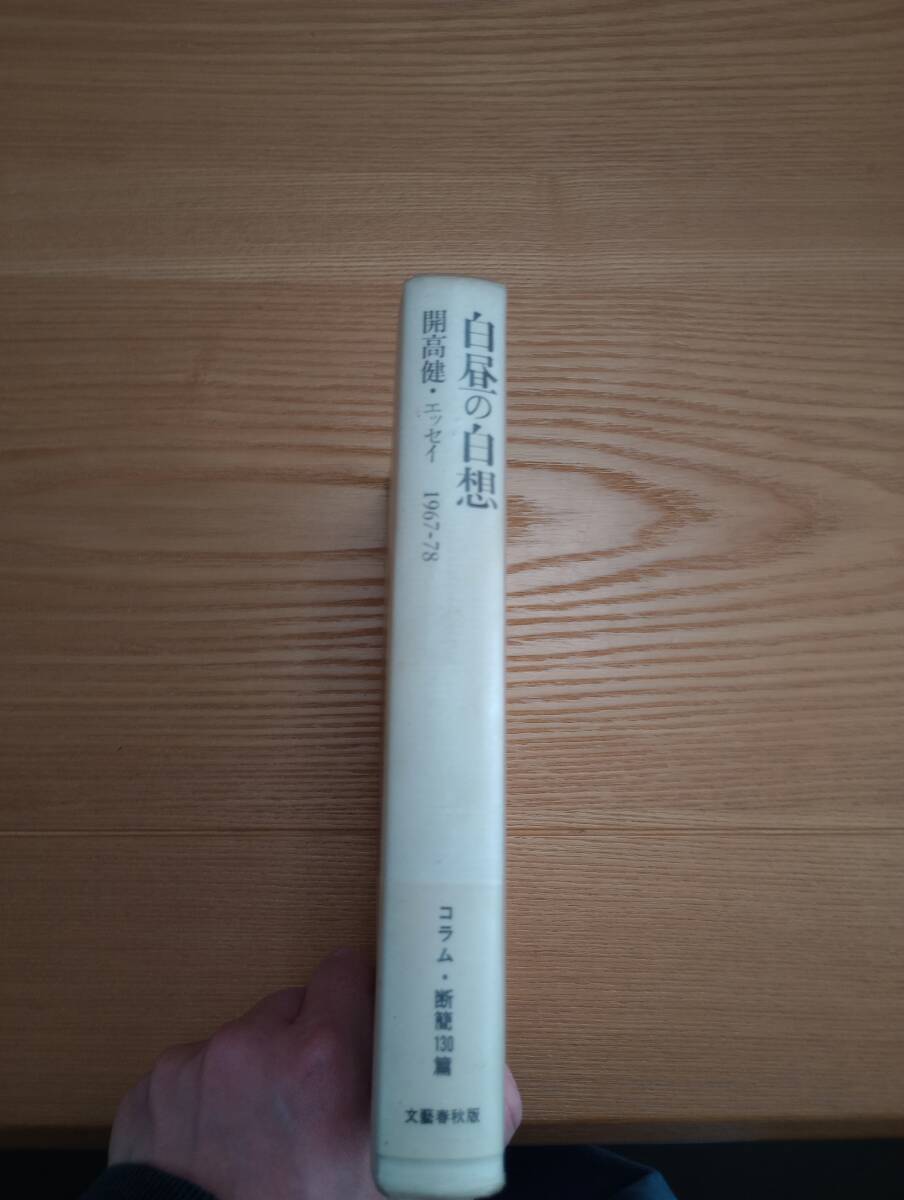 白昼の白想
開高健・エッセイ 1967-78
コラム・断簡130篇
文藝春秋版